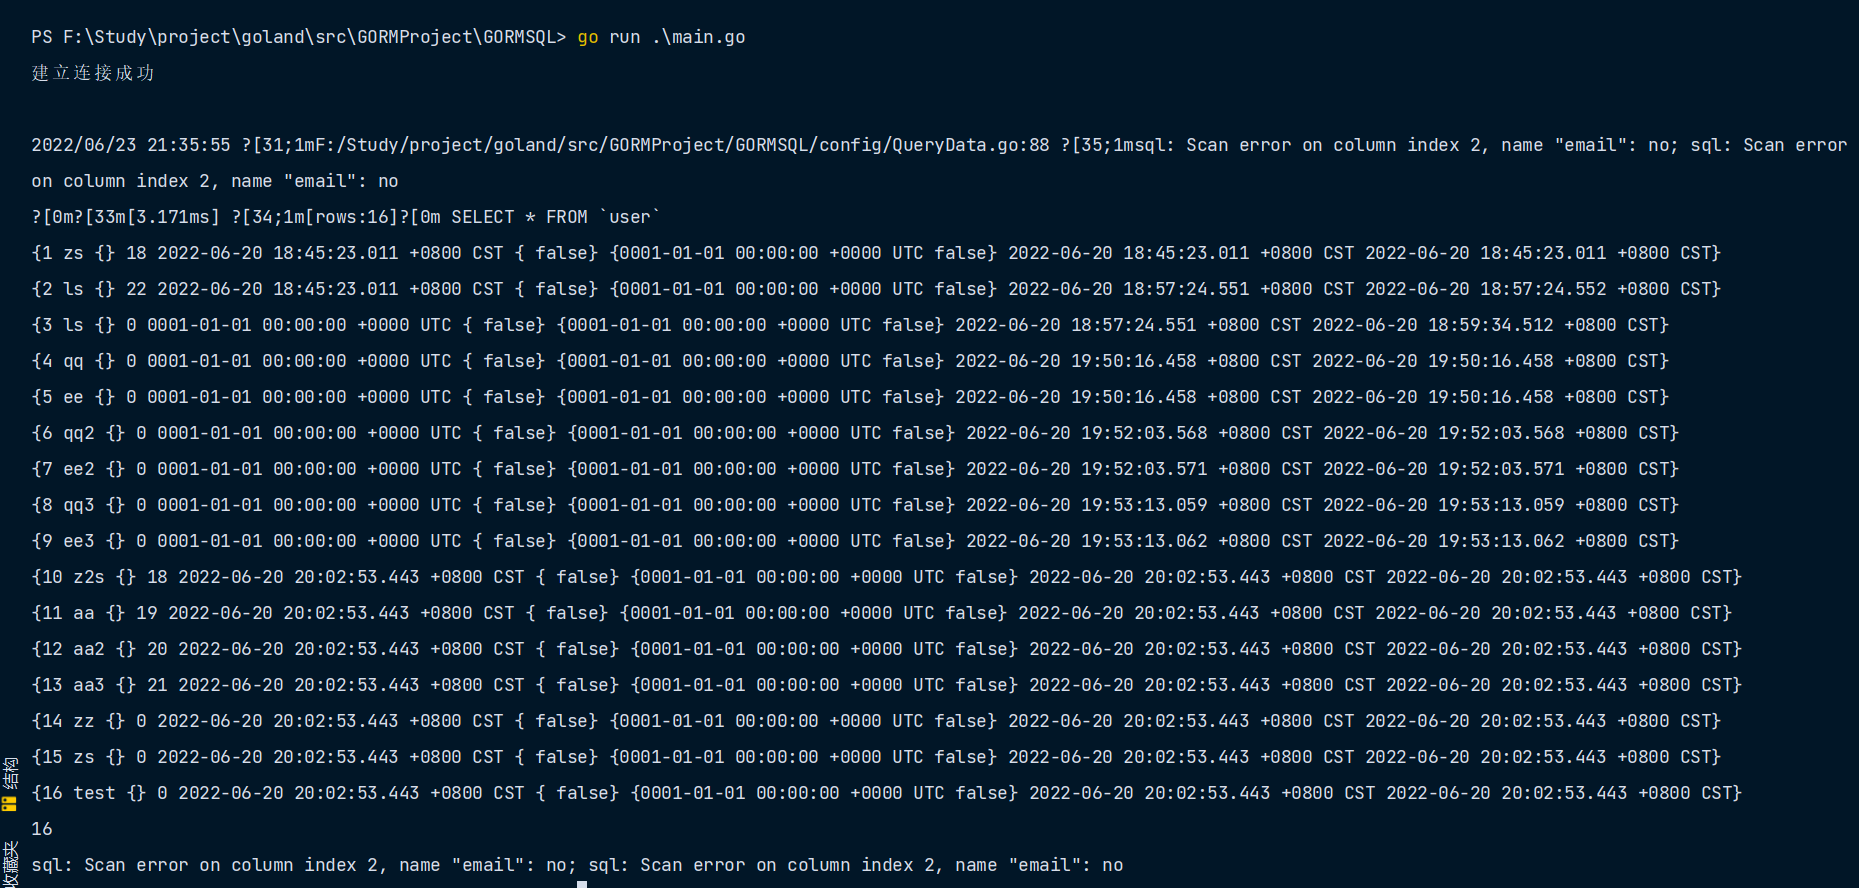 PS F:\Study\project\goland\src\GORMProject\GORMSQL> go run .\main.go
建立连接成功
2022/06/23 21:35:55 ?[31;1mF:/Study/project/goland/src/GORMProject/GORMSQL/config/QueryData.go:88 ?[35;1msql: Scan error on column index 2, name "email": no; sql: Scan error
on column index 2, name "email": no
?[0m?[33m[3.171ms] ?[34;1m[rows:16]?[0m SELECT * FROM `user`
{1 zs {} 18 2022-06-20 18:45:23.011 +0800 CST { false} {0001-01-01 00:00:00 +0000 UTC false} 2022-06-20 18:45:23.011 +0800 CST 2022-06-20 18:45:23.011 +0800 CST}
{2 ls {} 22 2022-06-20 18:45:23.011 +0800 CST { false} {0001-01-01 00:00:00 +0000 UTC false} 2022-06-20 18:57:24.551 +0800 CST 2022-06-20 18:57:24.552 +0800 CST}
{3 ls {} 0 0001-01-01 00:00:00 +0000 UTC { false} {0001-01-01 00:00:00 +0000 UTC false} 2022-06-20 18:57:24.551 +0800 CST 2022-06-20 18:59:34.512 +0800 CST}
{4 qq {} 0 0001-01-01 00:00:00 +0000 UTC { false} {0001-01-01 00:00:00 +0000 UTC false} 2022-06-20 19:50:16.458 +0800 CST 2022-06-20 19:50:16.458 +0800 CST}
{5 ee {} 0 0001-01-01 00:00:00 +0000 UTC { false} {0001-01-01 00:00:00 +0000 UTC false} 2022-06-20 19:50:16.458 +0800 CST 2022-06-20 19:50:16.458 +0800 CST}
{6 qq2 {} 0 0001-01-01 00:00:00 +0000 UTC { false} {0001-01-01 00:00:00 +0000 UTC false} 2022-06-20 19:52:03.568 +0800 CST 2022-06-20 19:52:03.568 +0800 CST}
{7 ee2 {} 0 0001-01-01 00:00:00 +0000 UTC { false} {0001-01-01 00:00:00 +0000 UTC false} 2022-06-20 19:52:03.571 +0800 CST 2022-06-20 19:52:03.571 +0800 CST}
{8 qq3 {} 0 0001-01-01 00:00:00 +0000 UTC { false} {0001-01-01 00:00:00 +0000 UTC false} 2022-06-20 19:53:13.059 +0800 CST 2022-06-20 19:53:13.059 +0800 CST}
{9 ee3 {} 0 0001-01-01 00:00:00 +0000 UTC { false} {0001-01-01 00:00:00 +0000 UTC false} 2022-06-20 19:53:13.062 +0800 CST 2022-06-20 19:53:13.062 +0800 CST}
{10 z2s {} 18 2022-06-20 20:02:53.443 +0800 CST { false} {0001-01-01 00:00:00 +0000 UTC false} 2022-06-20 20:02:53.443 +0800 CST 2022-06-20 20:02:53.443 +0800 CST}
{11 aa {} 19 2022-06-20 20:02:53.443 +0800 CST { false} {0001-01-01 00:00:00 +0000 UTC false} 2022-06-20 20:02:53.443 +0800 CST 2022-06-20 20:02:53.443 +0800 CST}
{12 aa2 {} 20 2022-06-20 20:02:53.443 +0800 CST { false} {0001-01-01 00:00:00 +0000 UTC false} 2022-06-20 20:02:53.443 +0800 CST 2022-06-20 20:02:53.443 +0800 CST}
{13 aa3 {} 21 2022-06-20 20:02:53.443 +0800 CST { false} {0001-01-01 00:00:00 +0000 UTC false} 2022-06-20 20:02:53.443 +0800 CST 2022-06-20 20:02:53.443 +0800 CST}
{14 zz {} 0 2022-06-20 20:02:53.443 +0800 CST { false} {0001-01-01 00:00:00 +0000 UTC false} 2022-06-20 20:02:53.443 +0800 CST 2022-06-20 20:02:53.443 +0800 CST}
{15 zs {} 0 2022-06-20 20:02:53.443 +0800 CST { false} {0001-01-01 00:00:00 +0000 UTC false} 2022-06-20 20:02:53.443 +0800 CST 2022-06-20 20:02:53.443 +0800 CST}
{16 test {} 0 2022-06-20 20:02:53.443 +0800 CST { false} {0001-01-01 00:00:00 +0000 UTC false} 2022-06-20 20:02:53.443 +0800 CST 2022-06-20 20:02:53.443 +0800 CST}
16
sql: Scan error on column index 2, name "email": no; sql: Scan error on column index 2, name "email": no
结构
收藏夹